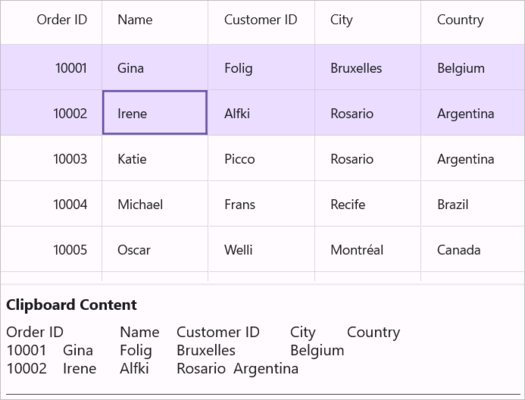 Order ID Name Customer ID City Country
10001 Gina Folig Bruxelles Belgium
10002 Irene Alfki Rosario Argentina
10003 Katie Picco Rosario Argentina
10004 Michael Frans Recife Brazil
10005 Oscar Welli Montréal Canada
Clipboard Content
Order ID Name Customer ID City Country
10001 Gina Folig Bruxelles Belgium
10002 Irene Alfki Rosario Argentina